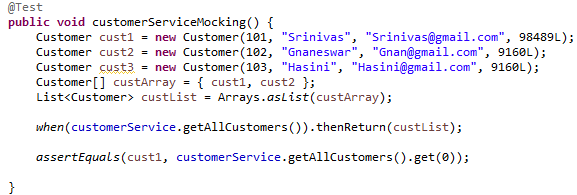 @Test
public void customerServiceMocking() {
Customer cust1 = new Customer(101, "Srinivas", "Srinivas@gmail.com", 98489L);
Customer cust2 = new Customer(102, "Gnaneswar", "Gnan@gmail.com", 9160L);
Customer cust3 = new Customer(103, "Hasini", "Hasini@gmail.com", 9160L);
Customer[] custArray = { cust1, cust2 };
List<Customer> custList = Arrays.asList(custArray);
when(customerService.getAllCustomers()).thenReturn(custList);
assertEquals(cust1, customerService.getAllCustomers().get(0));
}